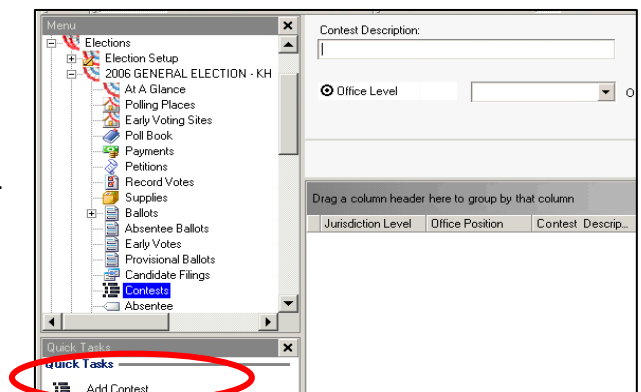 Menu
Elections
Election Setup
2006 GENERAL ELECTION - KH
At A Glance
Polling Places
Early Voting Sites
Poll Book
Payments
Petitions
Record Votes
Supplies
Ballots
Absentee Ballots
Early Votes
Provisional Ballots
Candidate Filings
Contests
Absentee
Quick Tasks
Quick Tasks
Add Contest
Contest Description:
Office Level
Drag a column header here to group by that column
Jurisdiction Level Office Position Contest Descrip...